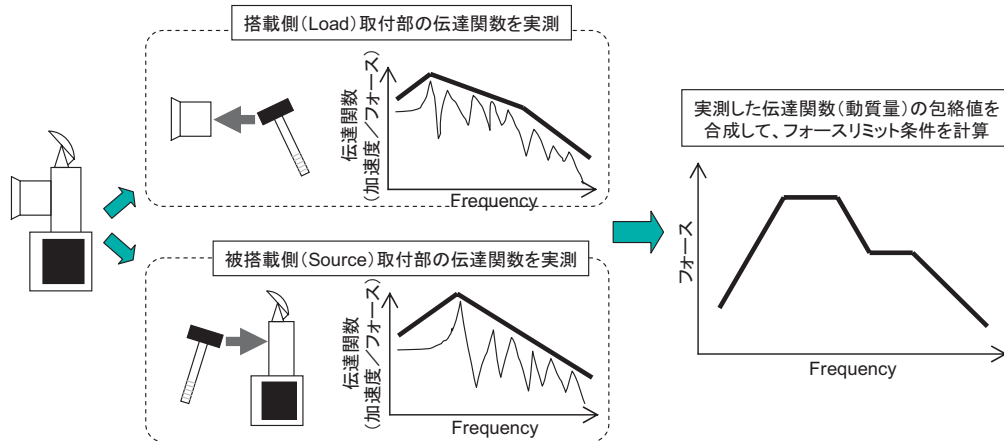 搭載側(Load)取付部の伝達関数を実測
伝達関数
(加速度/フォース)
Frequency
被搭載側(Source)取付部の伝達関数を実測
伝達関数
(加速度/フォース)
Frequency
実測した伝達関数(動質量)の包絡値を
合成して、フォースリミット条件を計算
フォース
Frequency